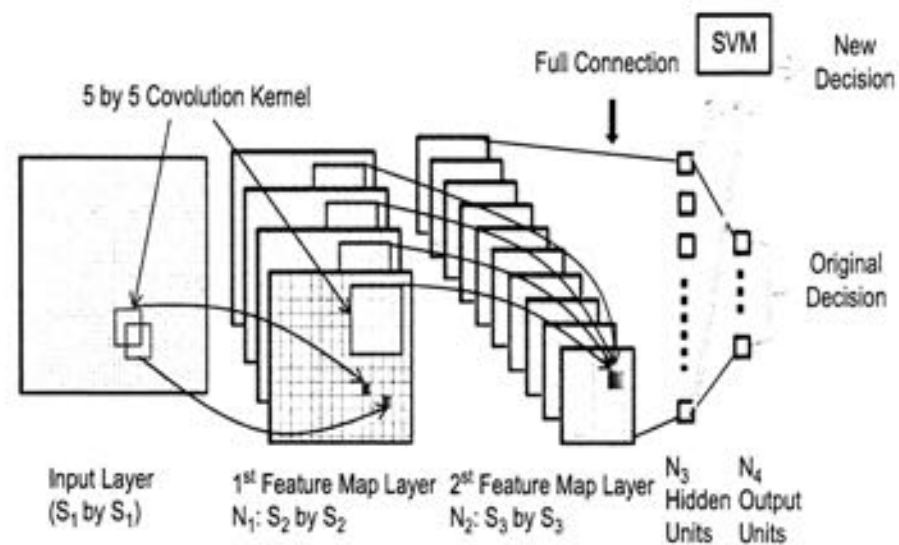 SVM
New
Decision
Full Connection
5 by 5 Covolution Kernel
Original
Decision
Input Layer
(S₁ by S₁)
1st Feature Map Layer
N₁: S₂ by S₂
2nd Feature Map Layer
N₂: S₃ by S₃
N₃
Hidden
Units
N₄
Output
Units